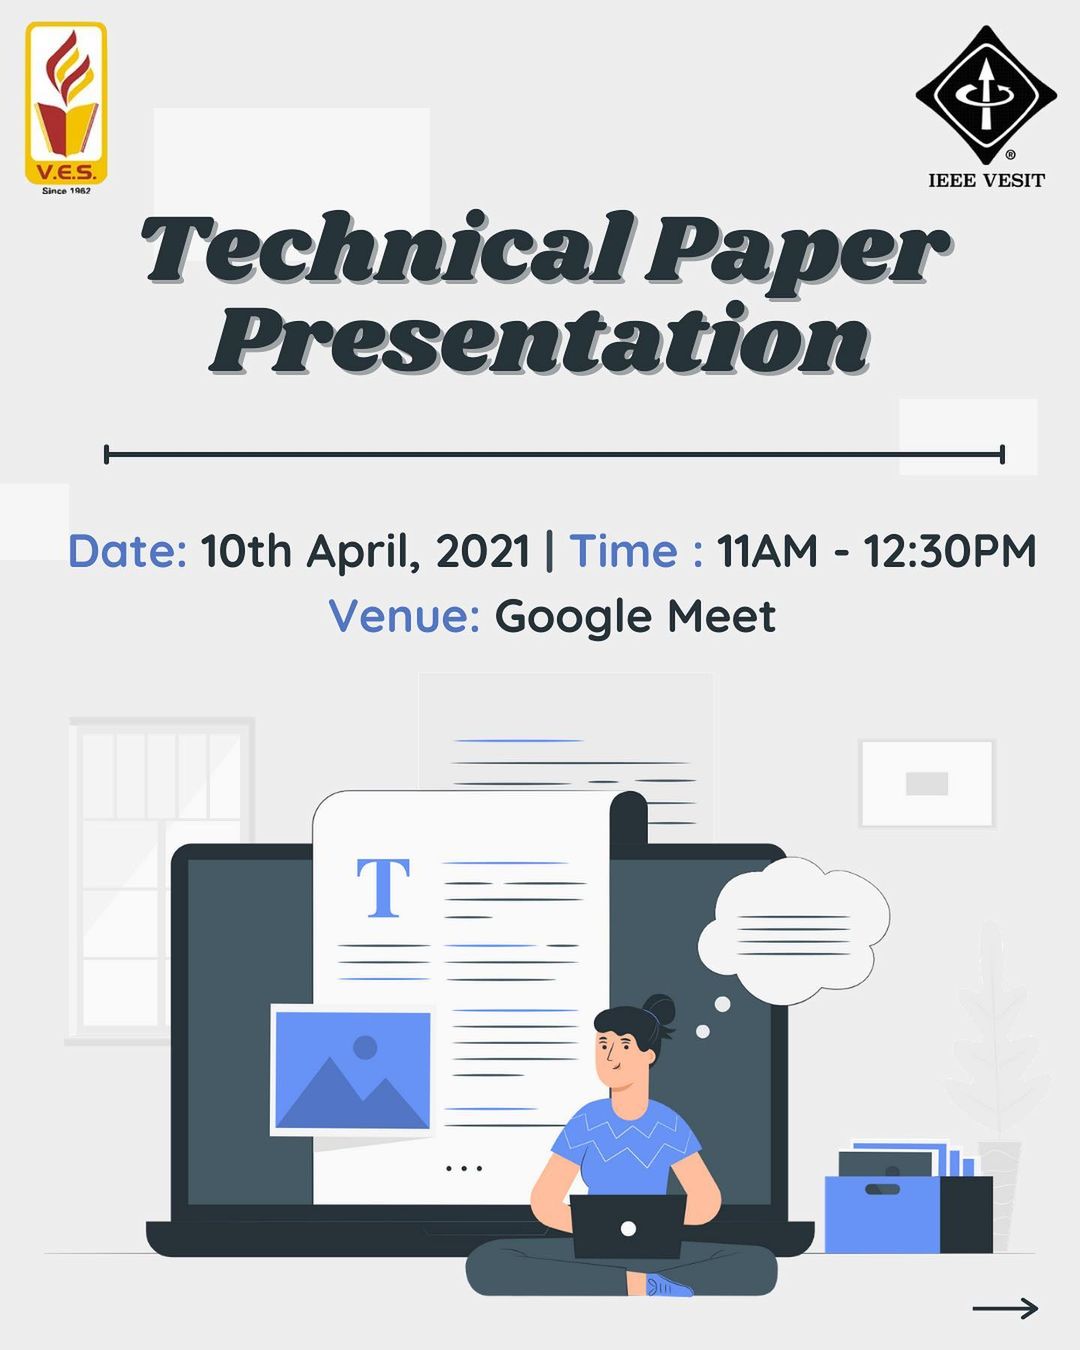 V.E.S.
Since 1962
®
IEEE VESIT
Technical Paper
Presentation
Date: 10th April, 2021 | Time : 11AM - 12:30PM
Venue: Google Meet
T